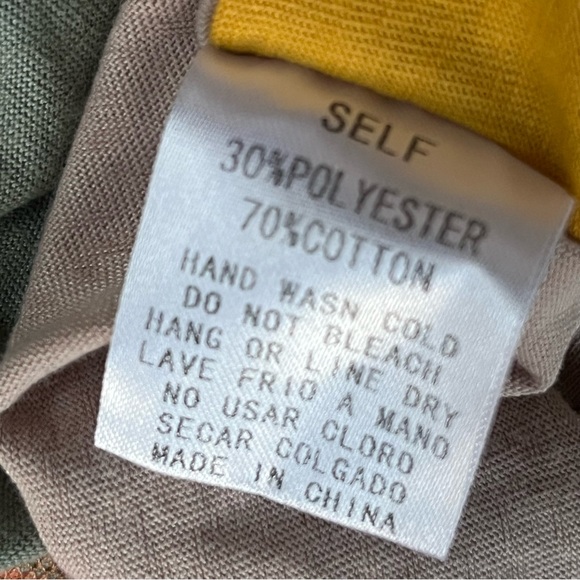 SELF
30%POLYESTER
70%COTTON
HAND WASN COLD
DO NOT BLEACH
HANG OR LINE DRY
LAVE FRIO A MANO
NO USAR CLORO
SECAR COLGADO
MADE IN CHINA